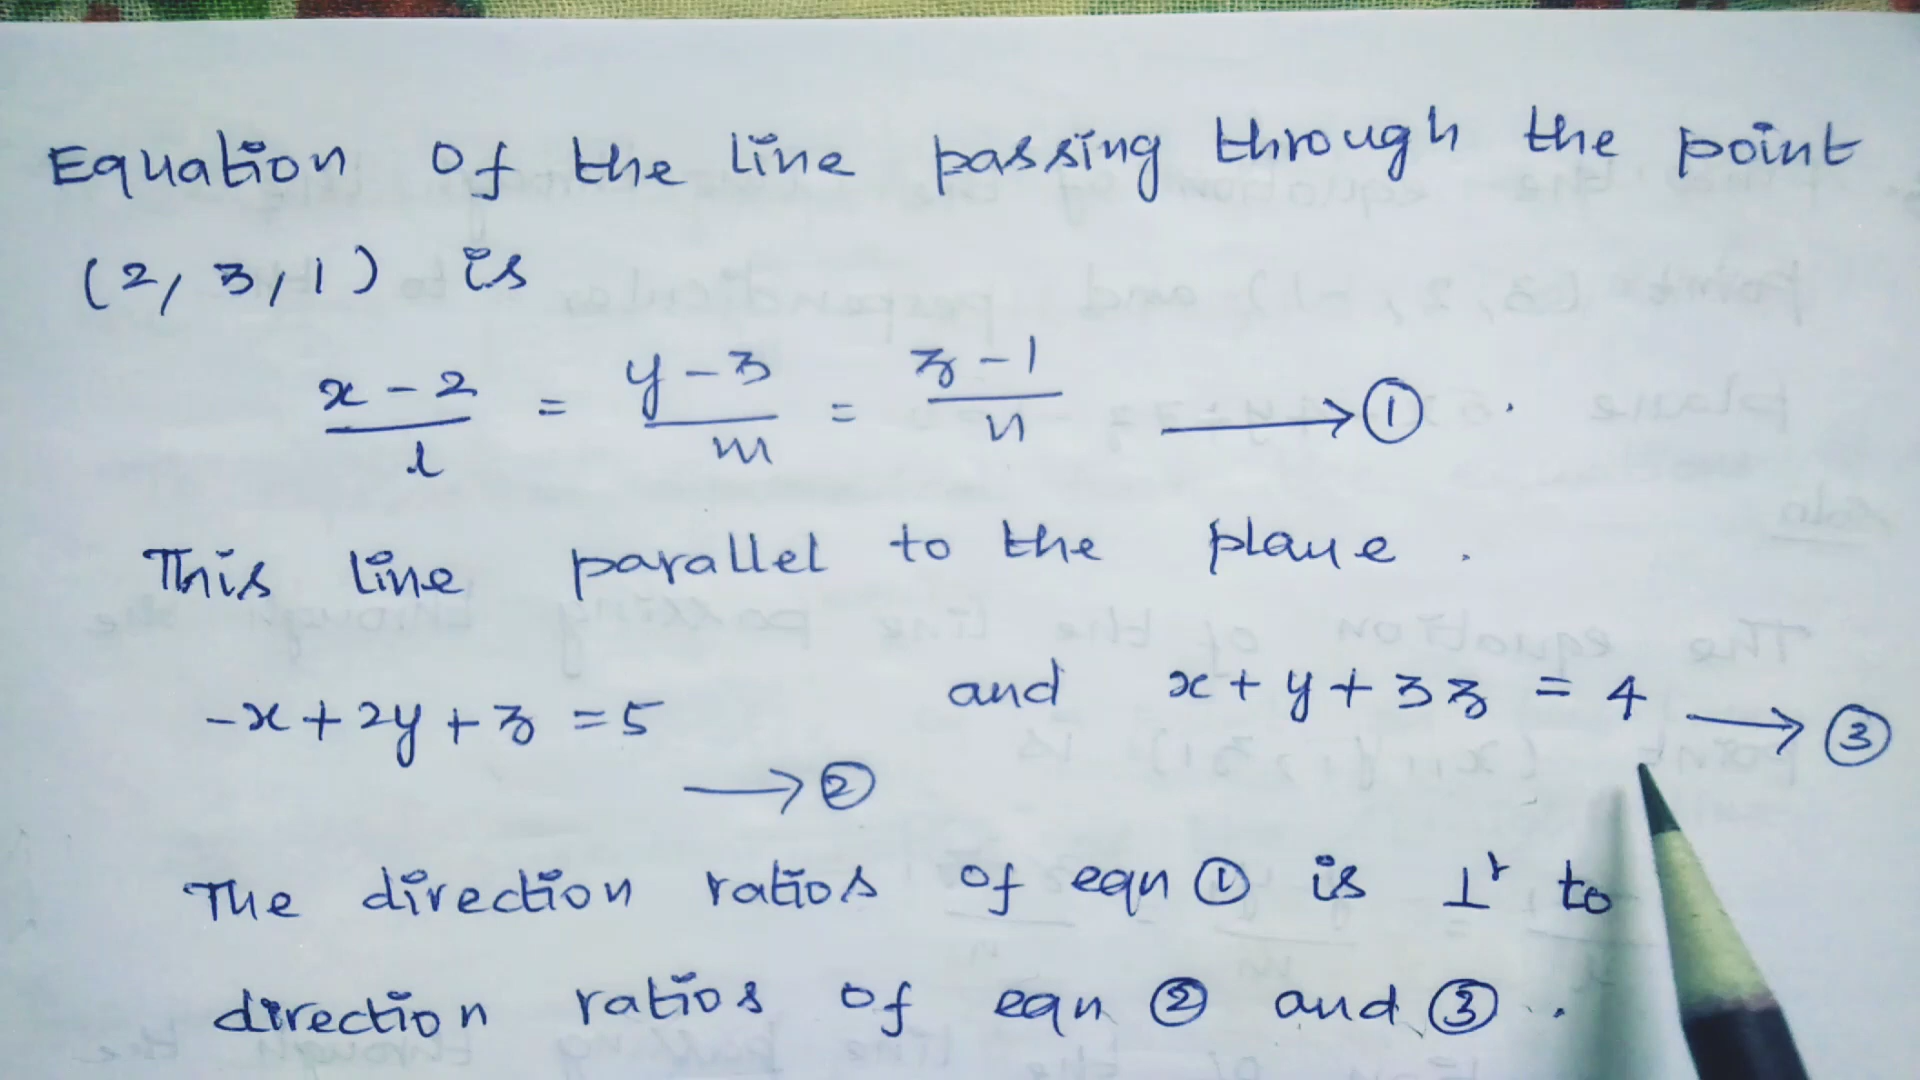 Equation Of the line passing through the point
(2, 3, 1) is
x - 2 / l = y - 3 / m = z - 1 / n → ①
This line parallel to the plane.
-x + 2y + z = 5 → ② and x + y + 3z = 4 → ③
The direction ratios of eqn ① is ⊥r to
direction ratios of eqn ② and ③.